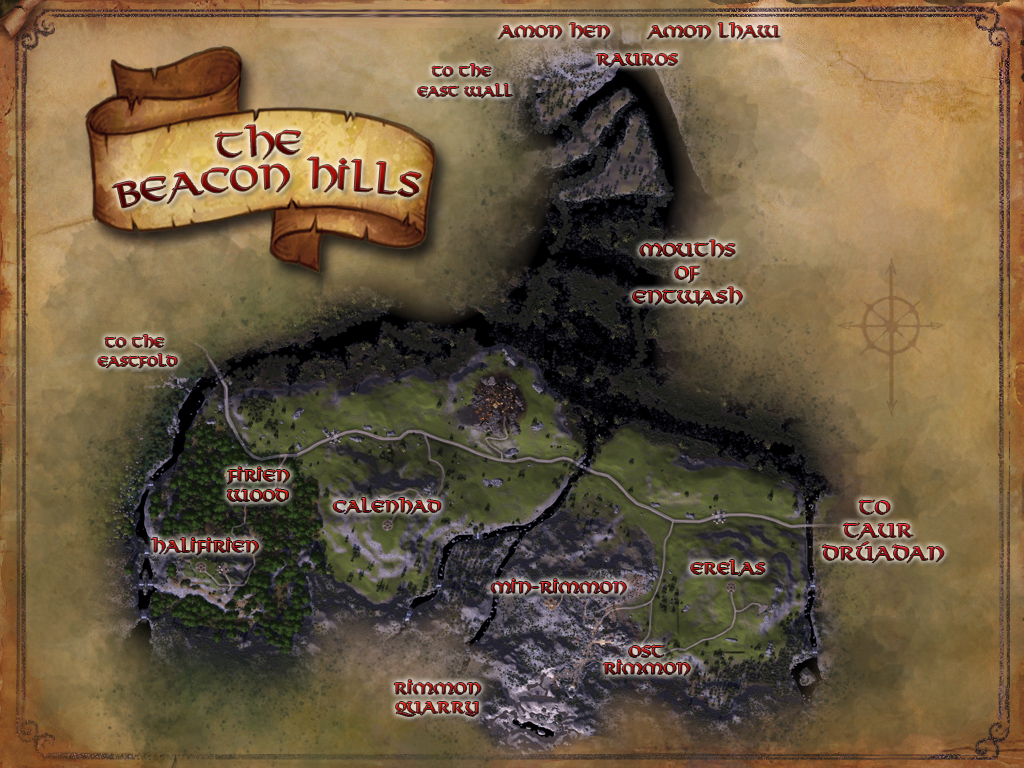 AMON HEN
AMON LHAW
RAUROS
TO THE
EAST WALL
THE
BEACON HILLS
MOUTHS
OF
ENTWASH
TO THE
EASTFOLD
FIRIEN
WOOD
CALENHAD
TO
TAUR
DRÚADAN
HALIFIRIEN
ERELAS
MIN-RIMMON
OST
RIMMON
RIMMON
QUARRY